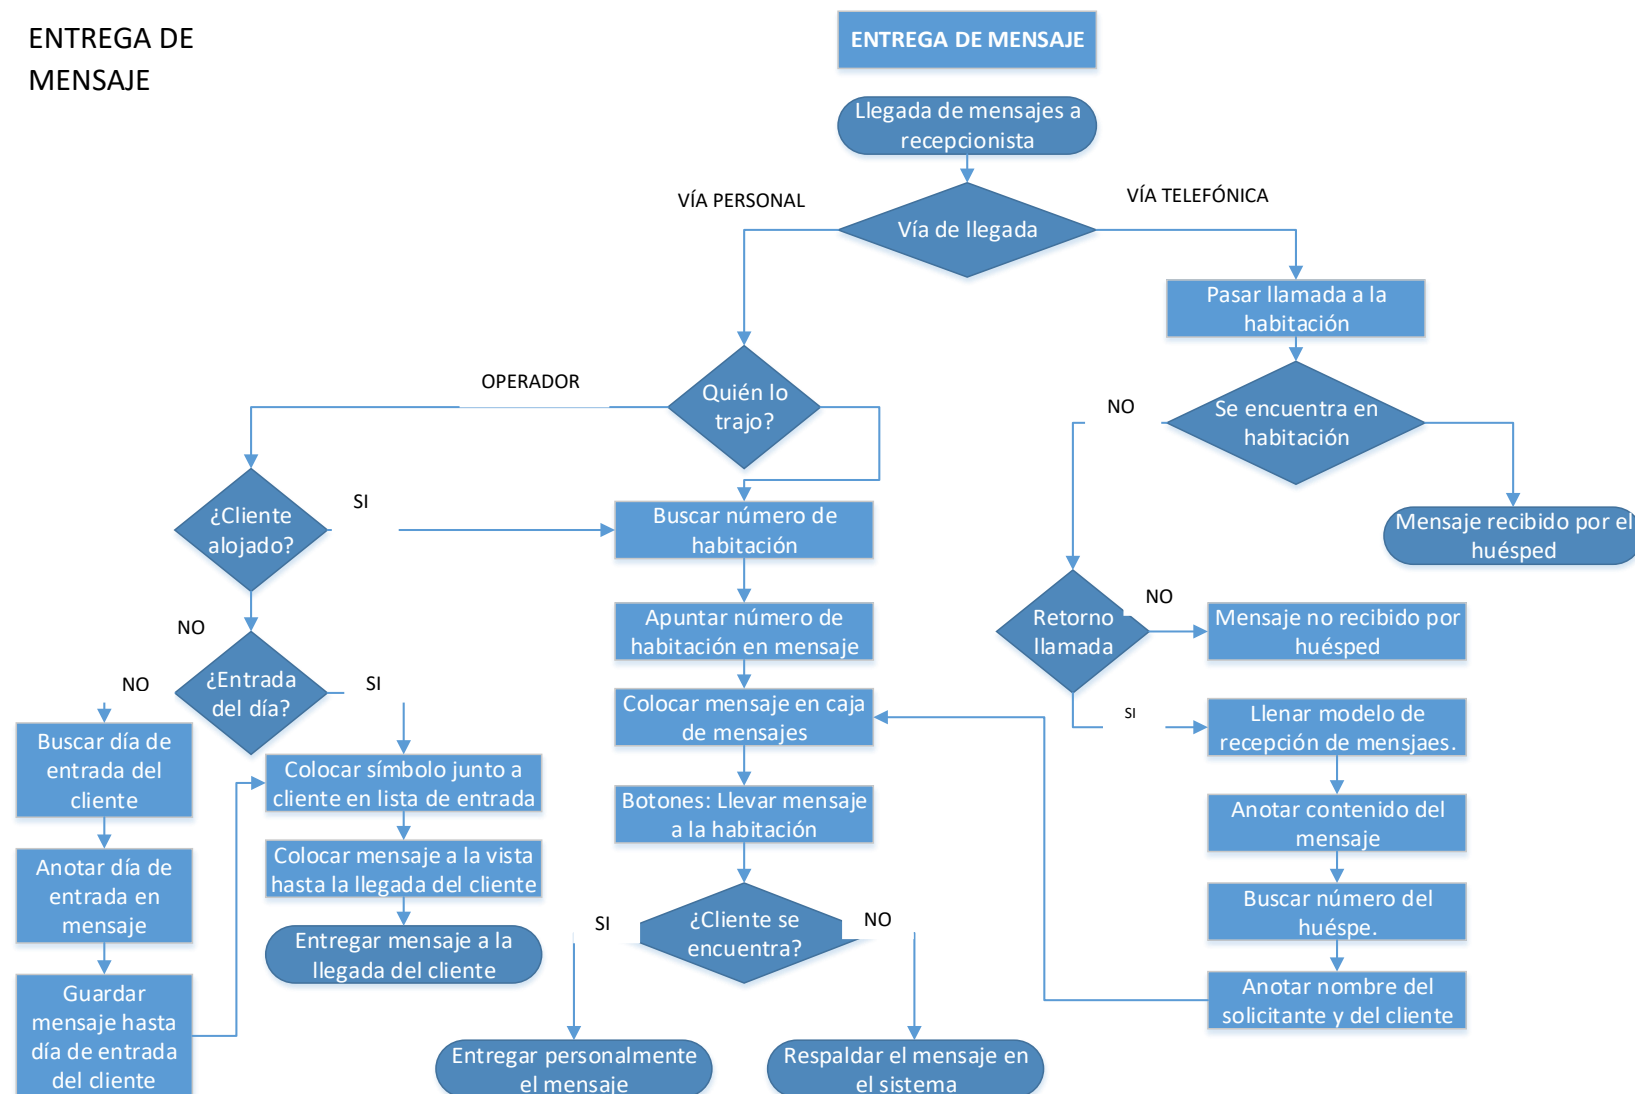 ENTREGA DE
MENSAJE
ENTREGA DE MENSAJE
Llegada de mensajes a
recepcionista
VÍA PERSONAL
VÍA TELEFÓNICA
Vía de llegada
Pasar llamada a la
habitación
OPERADOR
Quién lo
trajo?
NO
Se encuentra en
habitación
¿Cliente
alojado?
SI
Buscar número de
habitación
Mensaje recibido por el
huésped
NO
Apuntar número de
habitación en mensaje
Retorno
llamada
NO
Mensaje no recibido por
huésped
NO
¿Entrada
del día?
SI
Colocar mensaje en caja
de mensajes
SI
Llenar modelo de
recepción de mensjaes.
Buscar día de
entrada del
cliente
Colocar símbolo junto a
cliente en lista de entrada
Botones: Llevar mensaje
a la habitación
Anotar contenido del
mensaje
Anotar día de
entrada en
mensaje
Colocar mensaje a la vista
hasta la llegada del cliente
SI
¿Cliente se
encuentra?
NO
Buscar número del
huéspe.
Entregar mensaje a la
llegada del cliente
Guardar
mensaje hasta
día de entrada
del cliente
Anotar nombre del
solicitante y del cliente
Entregar personalmente
el mensaje
Respaldar el mensaje en
el sistema